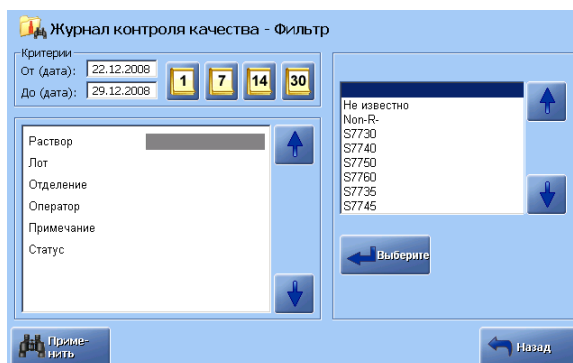 Журнал контроля качества - Фильтр
Критерии
От (дата): 22.12.2008
До (дата): 29.12.2008
1 7 14 30
Раствор
Лот
Отделение
Оператор
Примечание
Статус
Не известно
Non-R-
S7730
S7740
S7750
S7760
S7735
S7745
Выберите
Приме-
нить
Назад